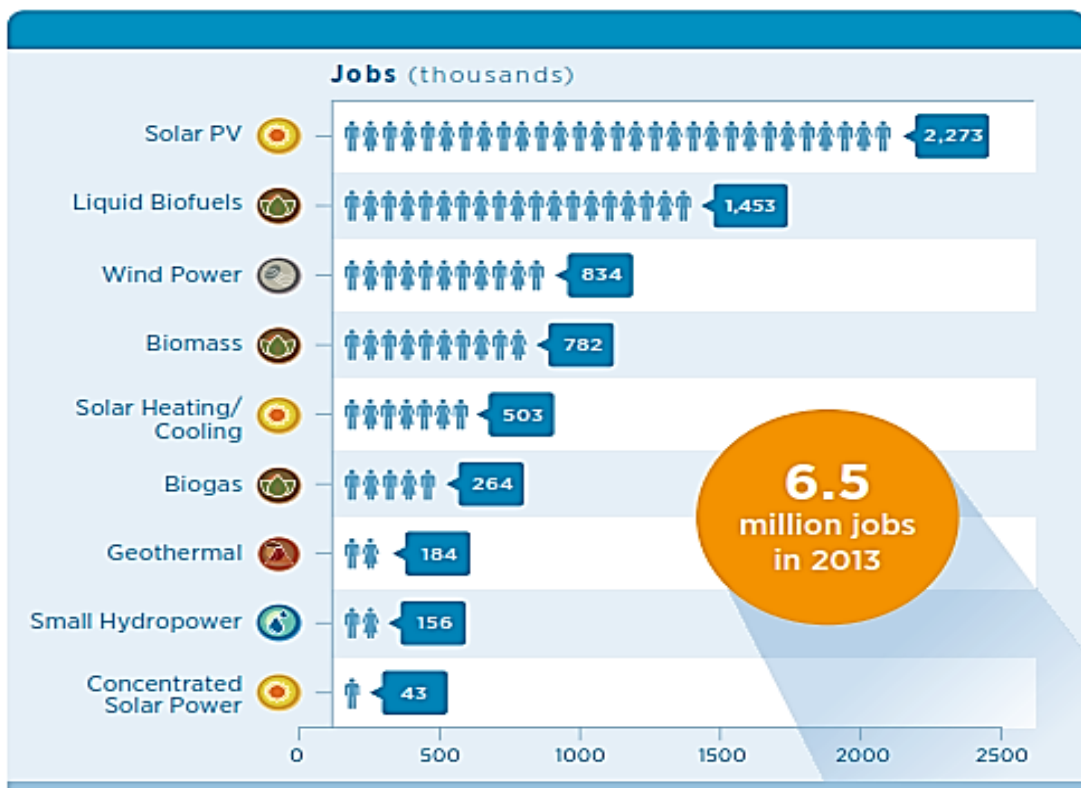 Jobs (thousands)
Solar PV
2,273
Liquid Biofuels
1,453
Wind Power
834
Biomass
782
Solar Heating/
Cooling
503
Biogas
264
Geothermal
184
Small Hydropower
156
Concentrated
Solar Power
43
6.5
million jobs
in 2013
0 500 1000 1500 2000 2500